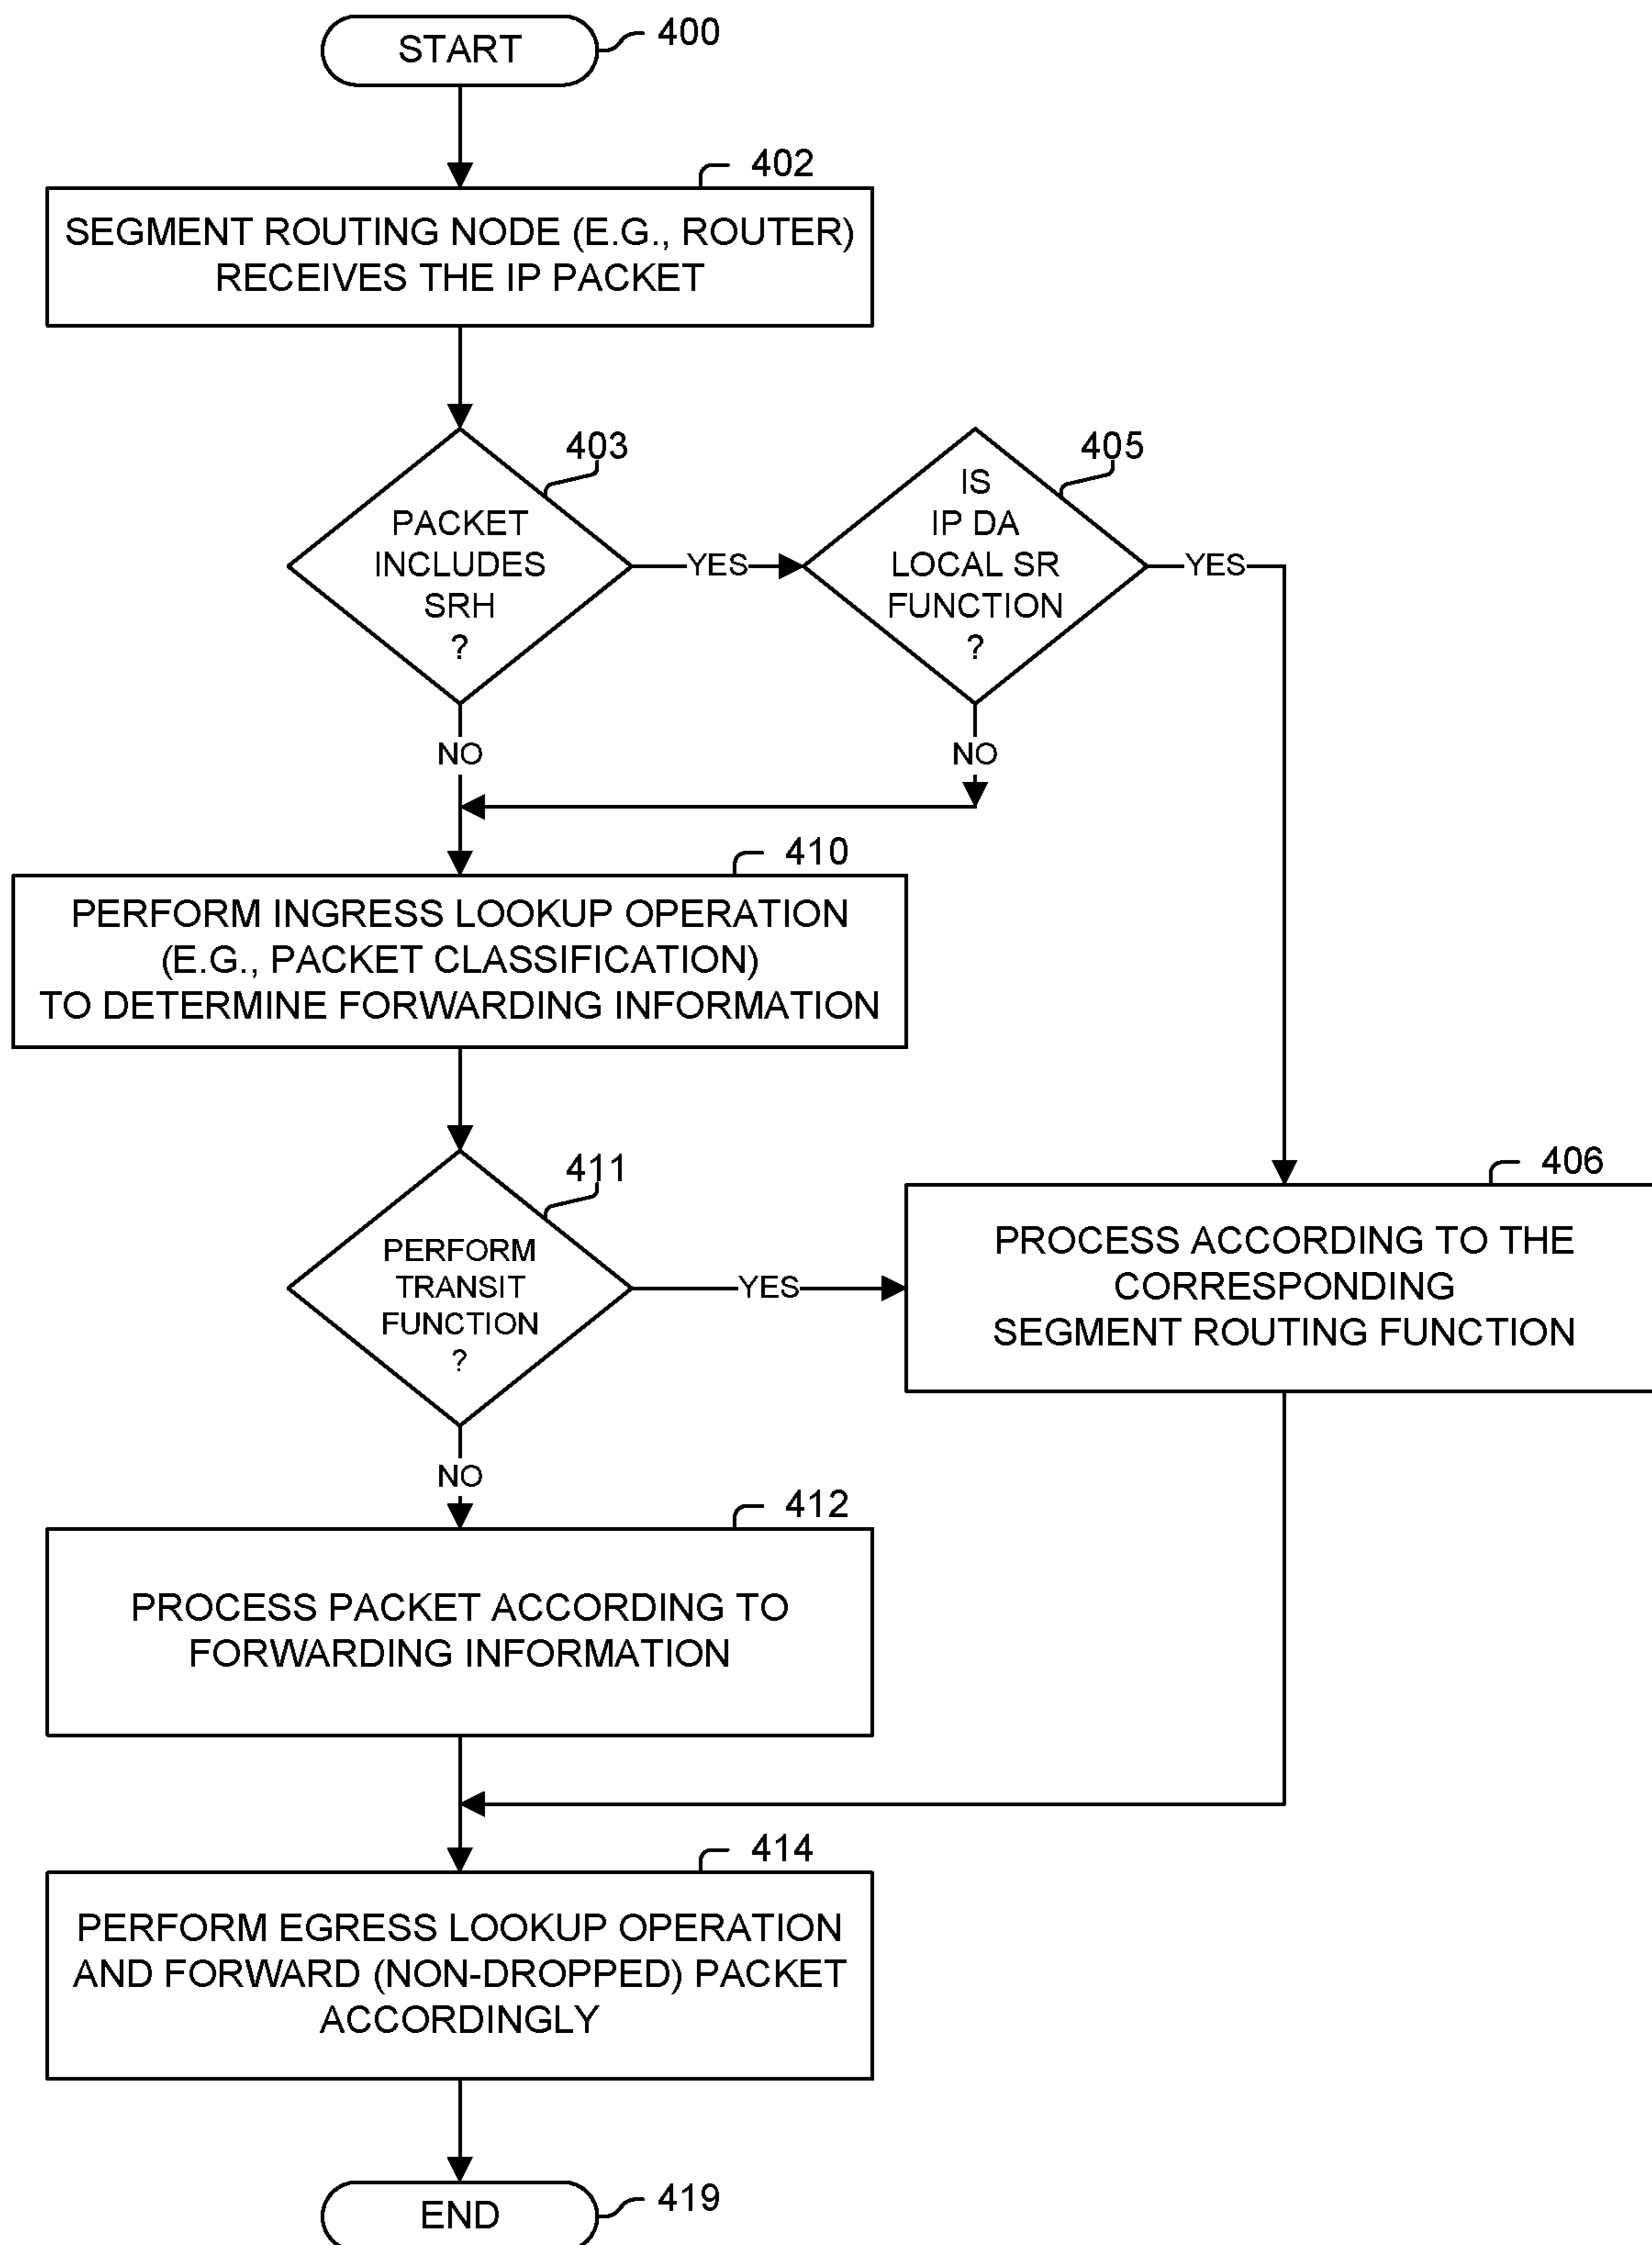 START
400
402
SEGMENT ROUTING NODE (E.G., ROUTER)
RECEIVES THE IP PACKET
403
PACKET
INCLUDES
SRH
?
YES
NO
405
IS
IP DA
LOCAL SR
FUNCTION
?
YES
NO
410
PERFORM INGRESS LOOKUP OPERATION
(E.G., PACKET CLASSIFICATION)
TO DETERMINE FORWARDING INFORMATION
411
PERFORM
TRANSIT
FUNCTION
?
YES
NO
406
PROCESS ACCORDING TO THE
CORRESPONDING
SEGMENT ROUTING FUNCTION
412
PROCESS PACKET ACCORDING TO
FORWARDING INFORMATION
414
PERFORM EGRESS LOOKUP OPERATION
AND FORWARD (NON-DROPPED) PACKET
ACCORDINGLY
END
419